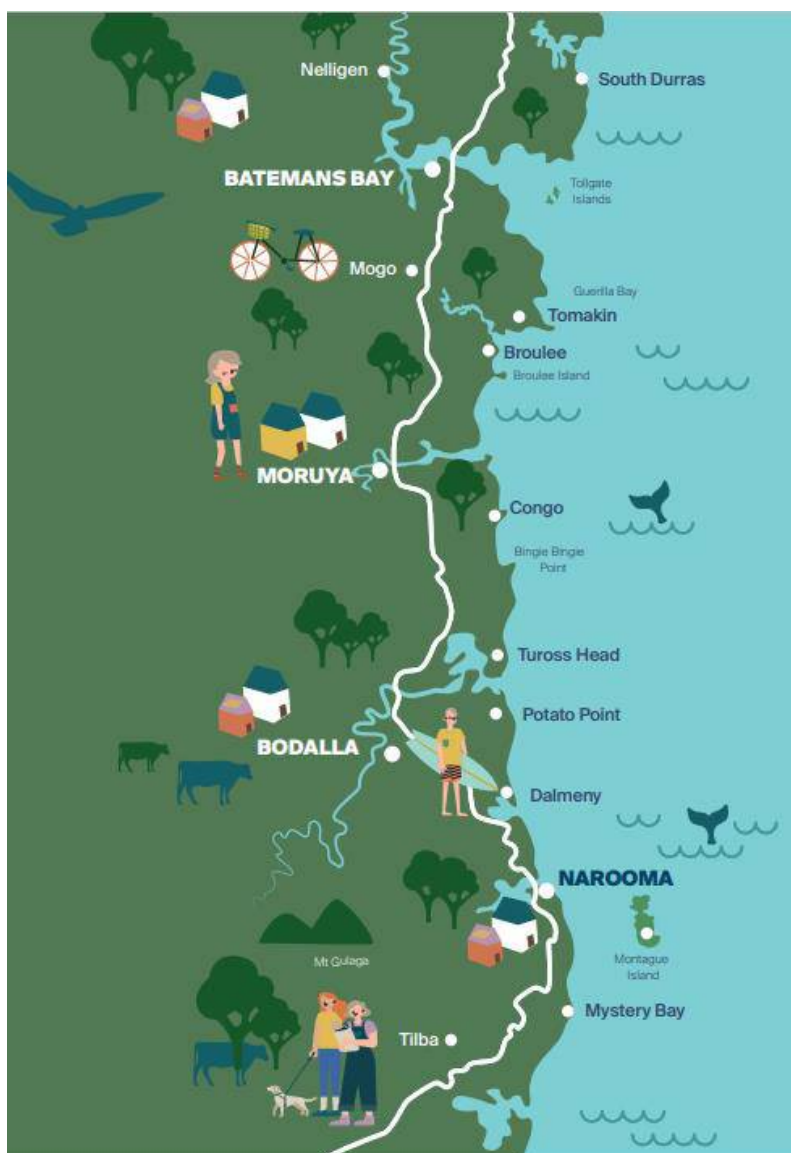 Nelligen
South Durras
BATEMANS BAY
Tollgate
Islands
Mogo
Guerilla Bay
Tomakin
Broulee
Broulee Island
MORUYA
Congo
Bingie Bingie
Point
Tuross Head
Potato Point
BODALLA
Dalmeny
NAROOMA
Mt Gulaga
Montague
Island
Mystery Bay
Tilba